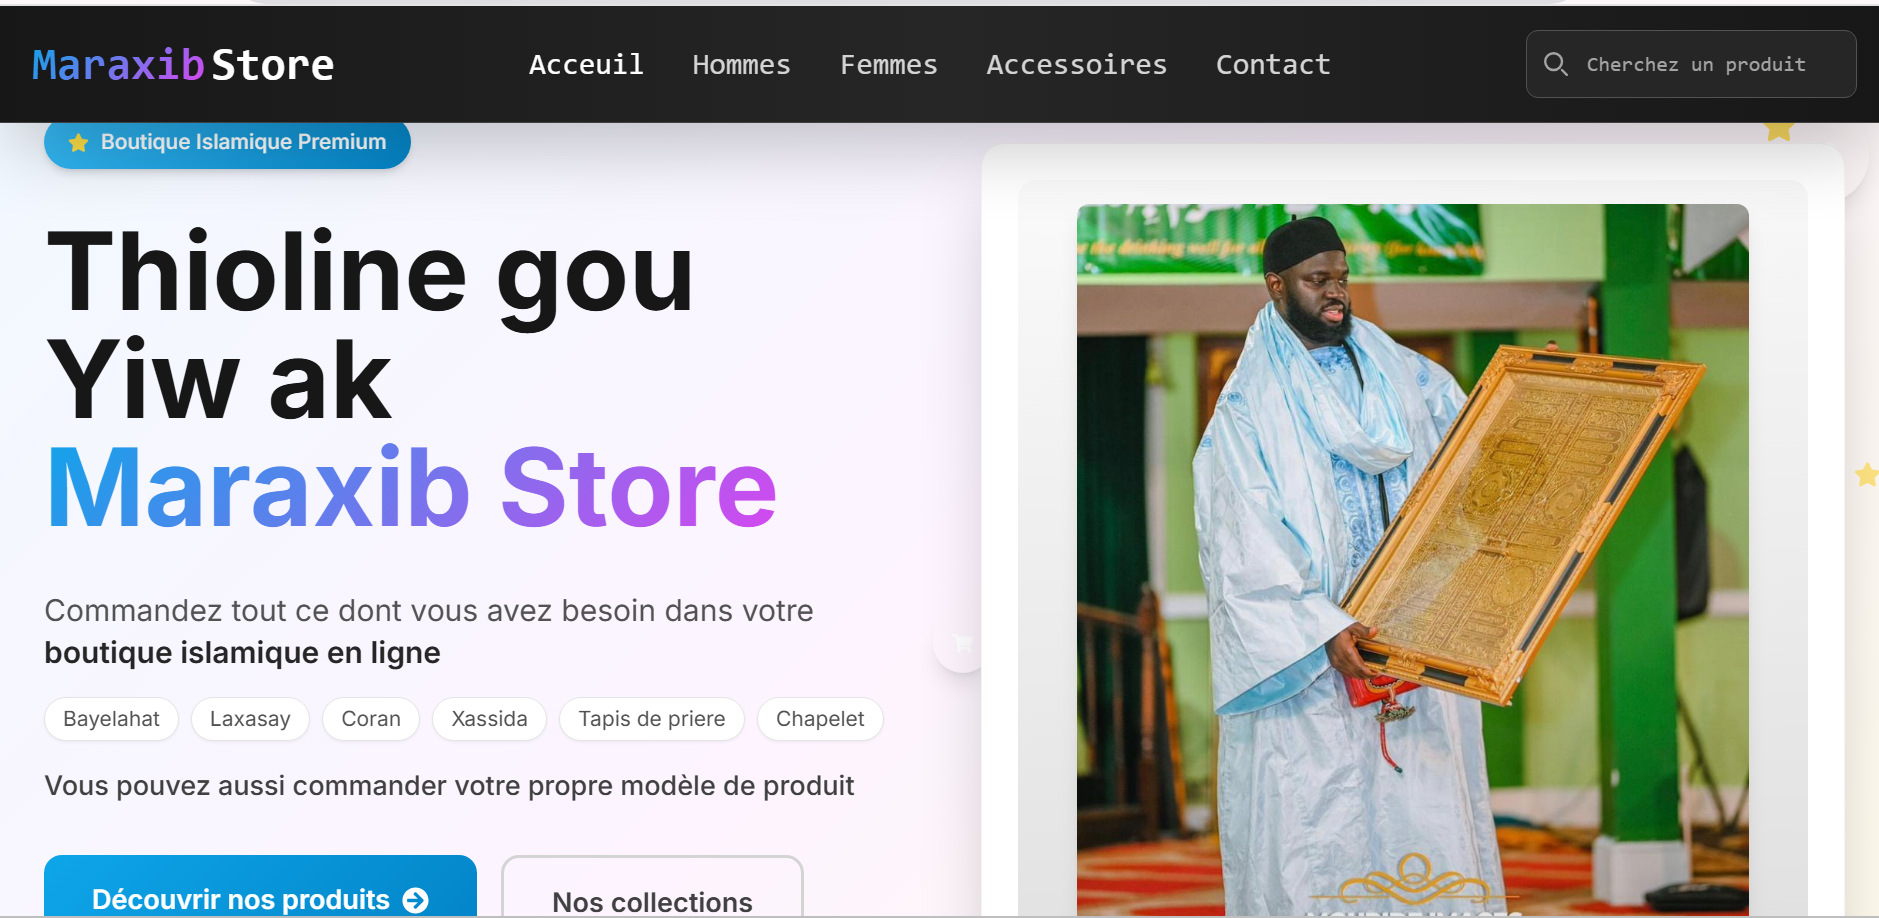 Maraxib Store
Acceuil
Hommes
Femmes
Accessoires
Contact
Cherchez un produit
Boutique Islamique Premium
Thioline gou
Yiw ak
Maraxib Store
Commandez tout ce dont vous avez besoin dans votre
boutique islamique en ligne
Bayelahat
Laxasay
Coran
Xassida
Tapis de priere
Chapelet
Vous pouvez aussi commander votre propre modèle de produit
Découvrir nos produits
Nos collections